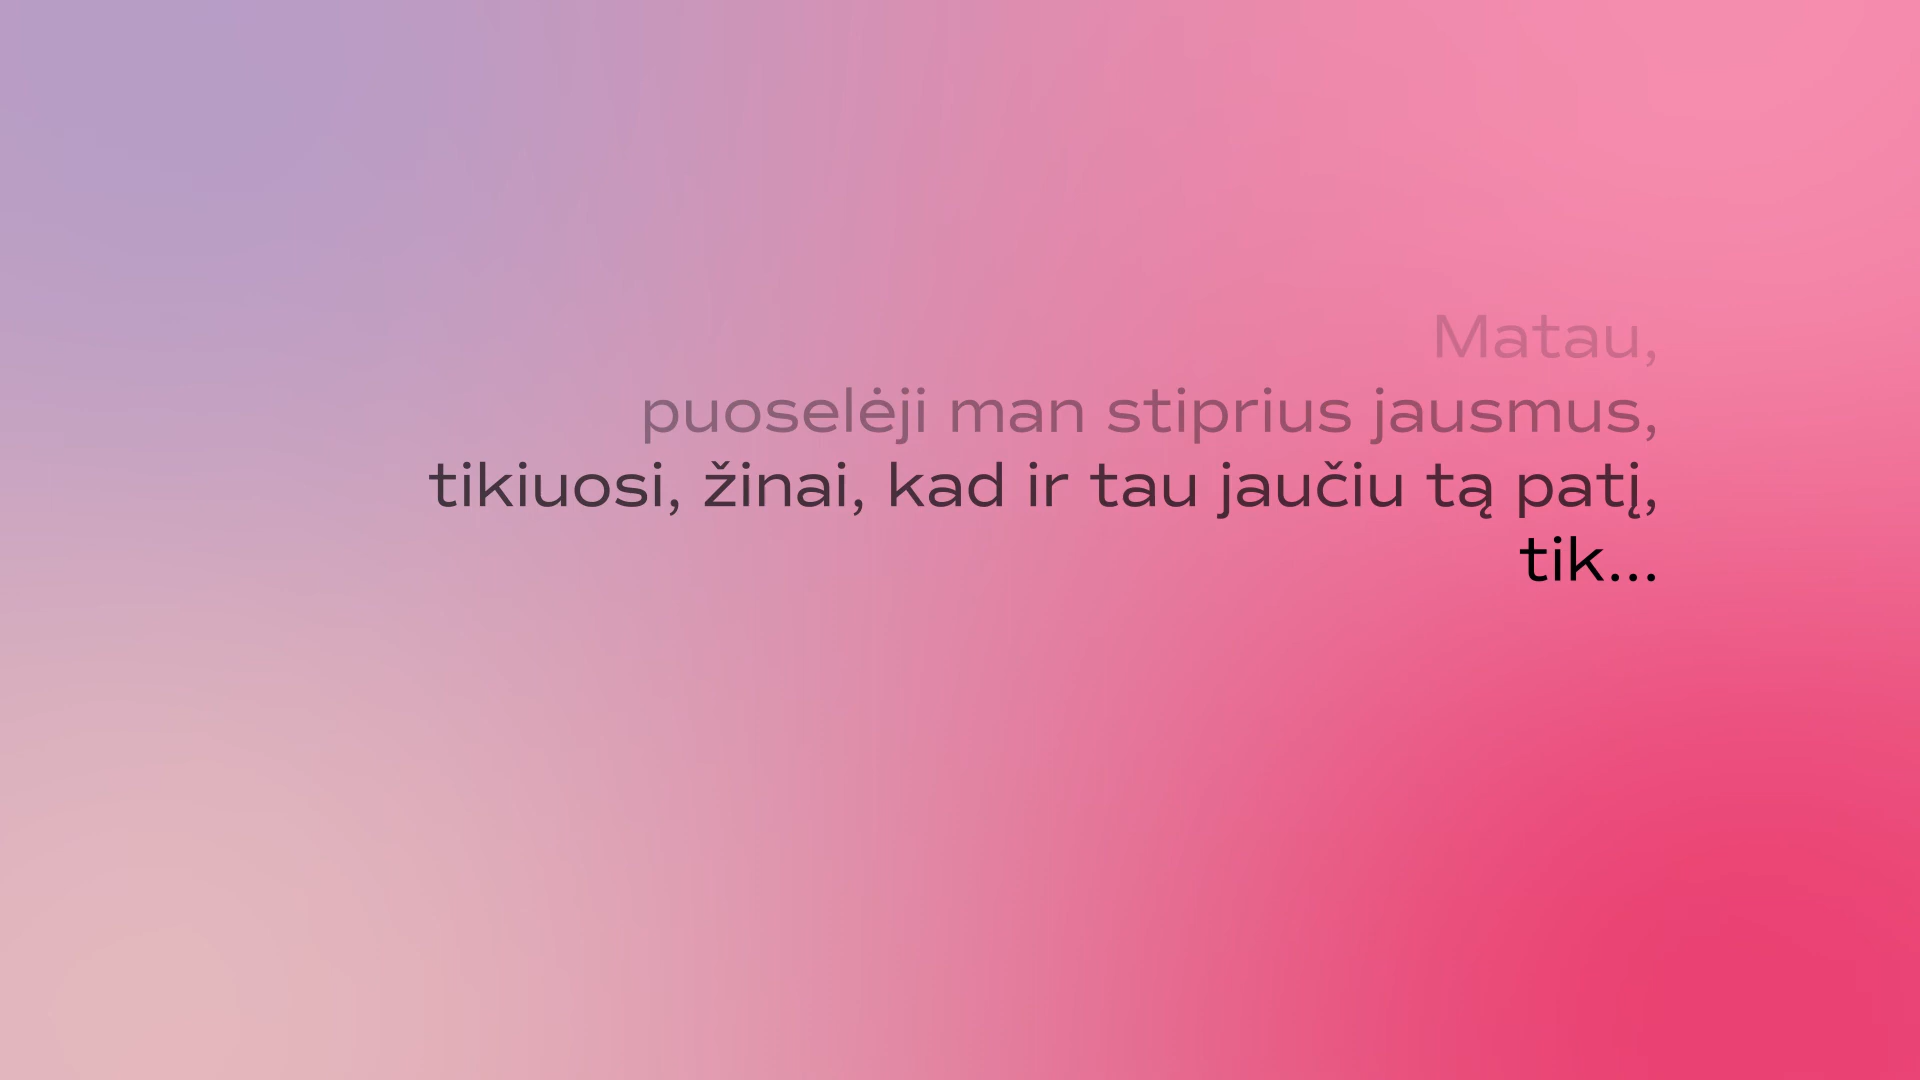 Matau,
puoselėji man stiprius jausmus,
tikiuosi, žinai, kad ir tau jaučiu tą patį,
tik...